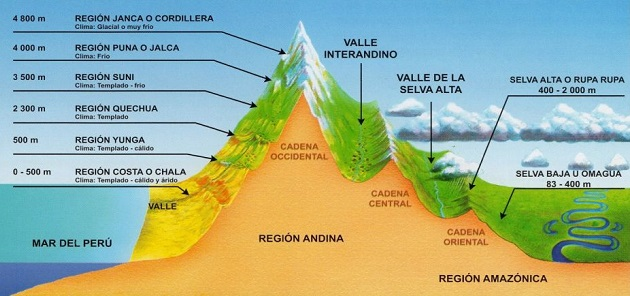 4 800 m REGIÓN JANCA O CORDILLERA
Clima: Glacial o muy frío
4 000 m REGIÓN PUNA O JALCA
Clima: Frío
3 500 m REGIÓN SUNI
Clima: Templado - frío
2 300 m REGIÓN QUECHUA
Clima: Templado
500 m REGIÓN YUNGA
Clima: Templado - cálido
0 - 500 m REGIÓN COSTA O CHALA
Clima: Templado - cálido y árido
VALLE
MAR DEL PERÚ
VALLE
INTERANDINO
VALLE DE LA
SELVA ALTA
SELVA ALTA O RUPA RUPA
400 - 2 000 m
SELVA BAJA U OMAGUA
83 - 400 m
CADENA
OCCIDENTAL
CADENA
CENTRAL
CADENA
ORIENTAL
REGIÓN ANDINA
REGIÓN AMAZÓNICA